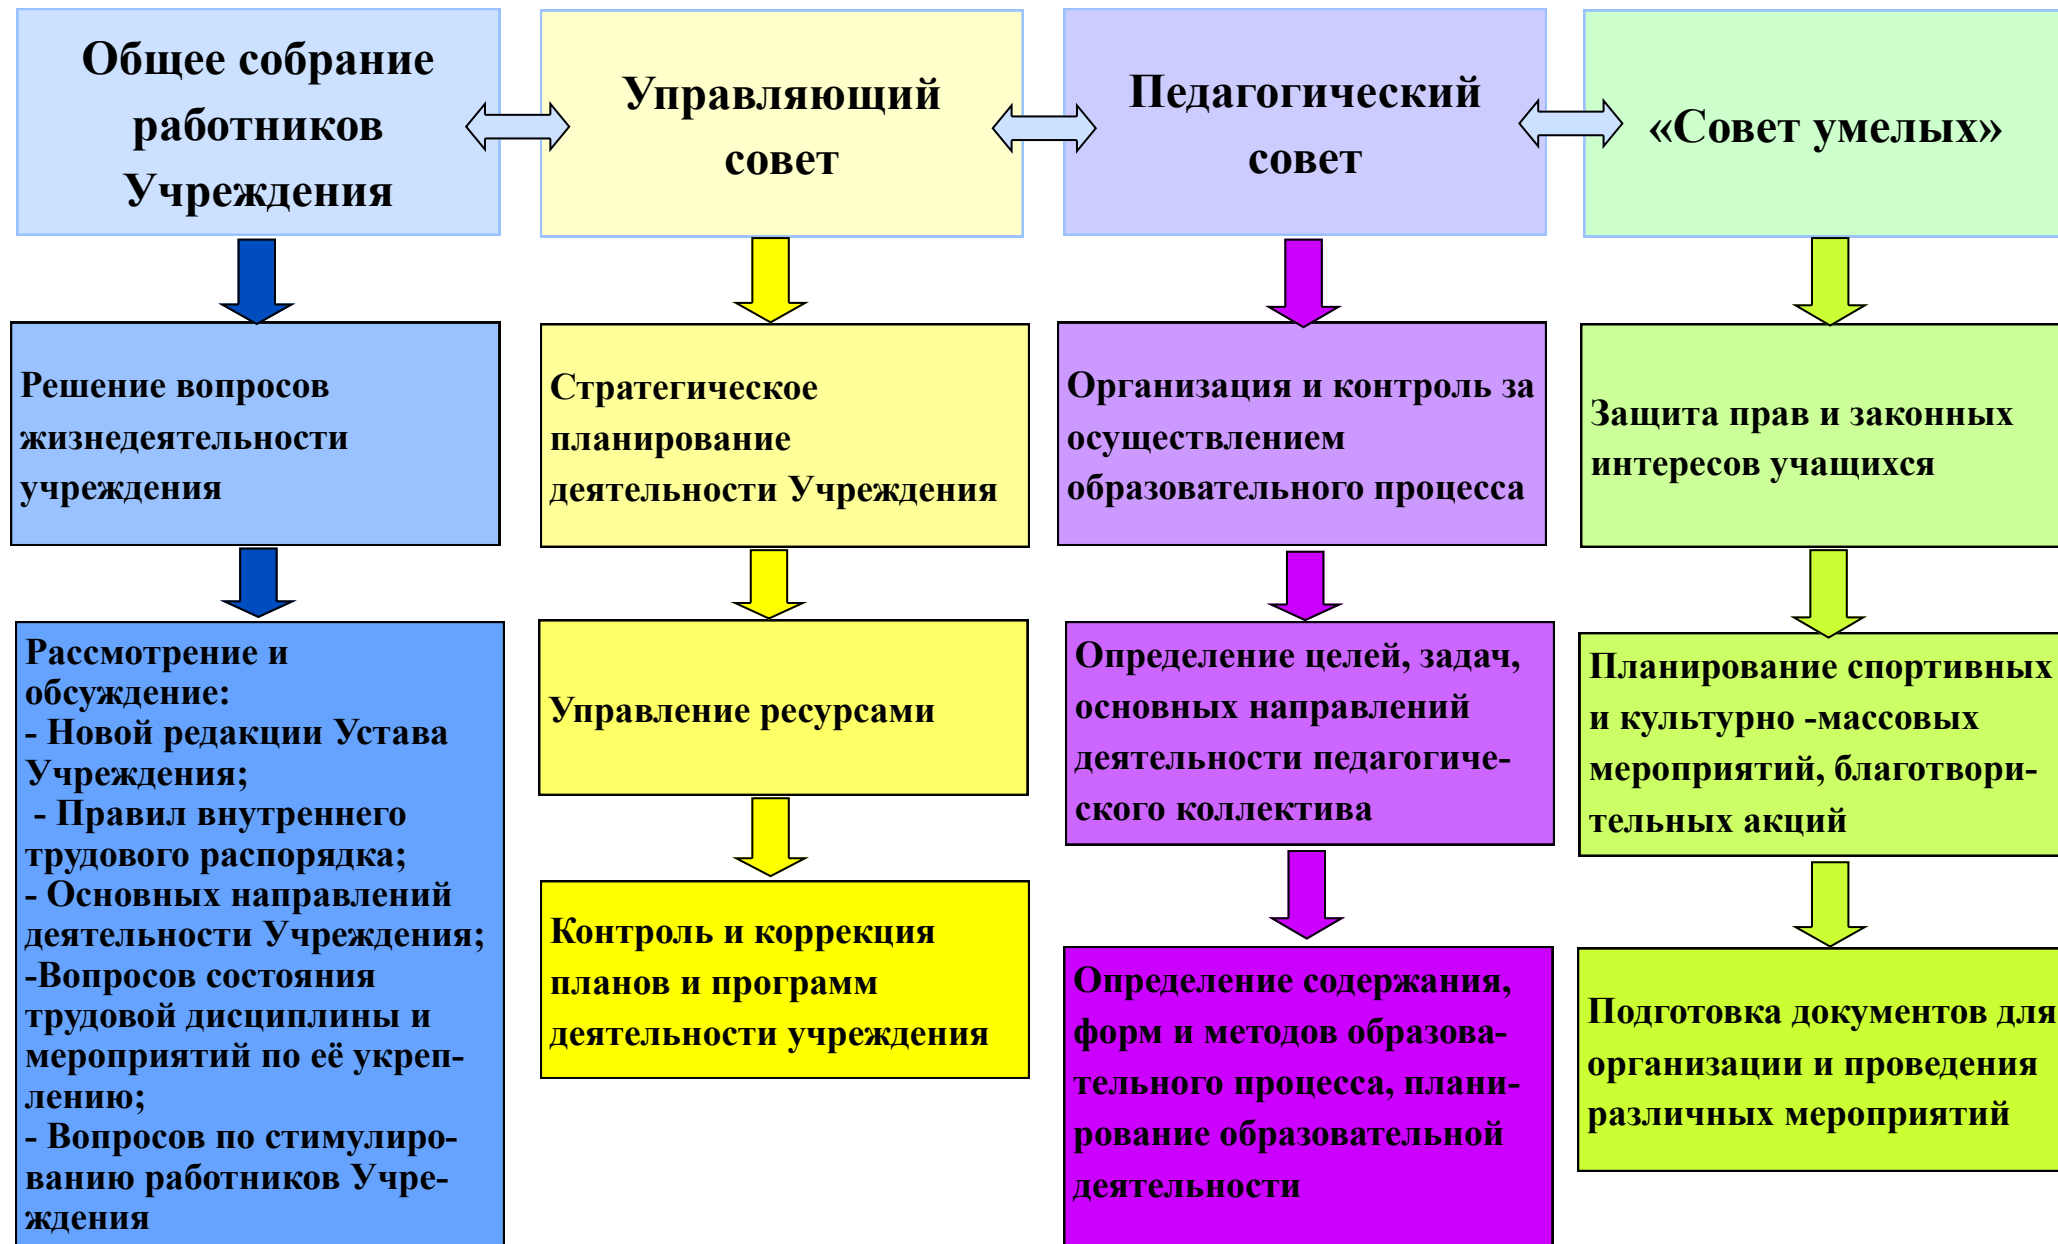 Общее собрание
работников
Учреждения
Управляющий
совет
Педагогический
совет
«Совет умелых»
Решение вопросов
жизнедеятельности
учреждения
Стратегическое
планирование
деятельности Учреждения
Организация и контроль за
осуществлением
образовательного процесса
Защита прав и законных
интересов учащихся
Рассмотрение и
обсуждение:
- Новой редакции Устава
Учреждения;
- Правил внутреннего
трудового распорядка;
- Основных направлений
деятельности Учреждения;
-Вопросов состояния
трудовой дисциплины и
мероприятий по её укреп-
лению;
- Вопросов по стимулиро-
ванию работников Учре-
ждения
Управление ресурсами
Определение целей, задач,
основных направлений
деятельности педагогиче-
ского коллектива
Планирование спортивных
и культурно -массовых
мероприятий, благотвори-
тельных акций
Контроль и коррекция
планов и программ
деятельности учреждения
Определение содержания,
форм и методов образова-
тельного процесса, плани-
рование образовательной
деятельности
Подготовка документов для
организации и проведения
различных мероприятий